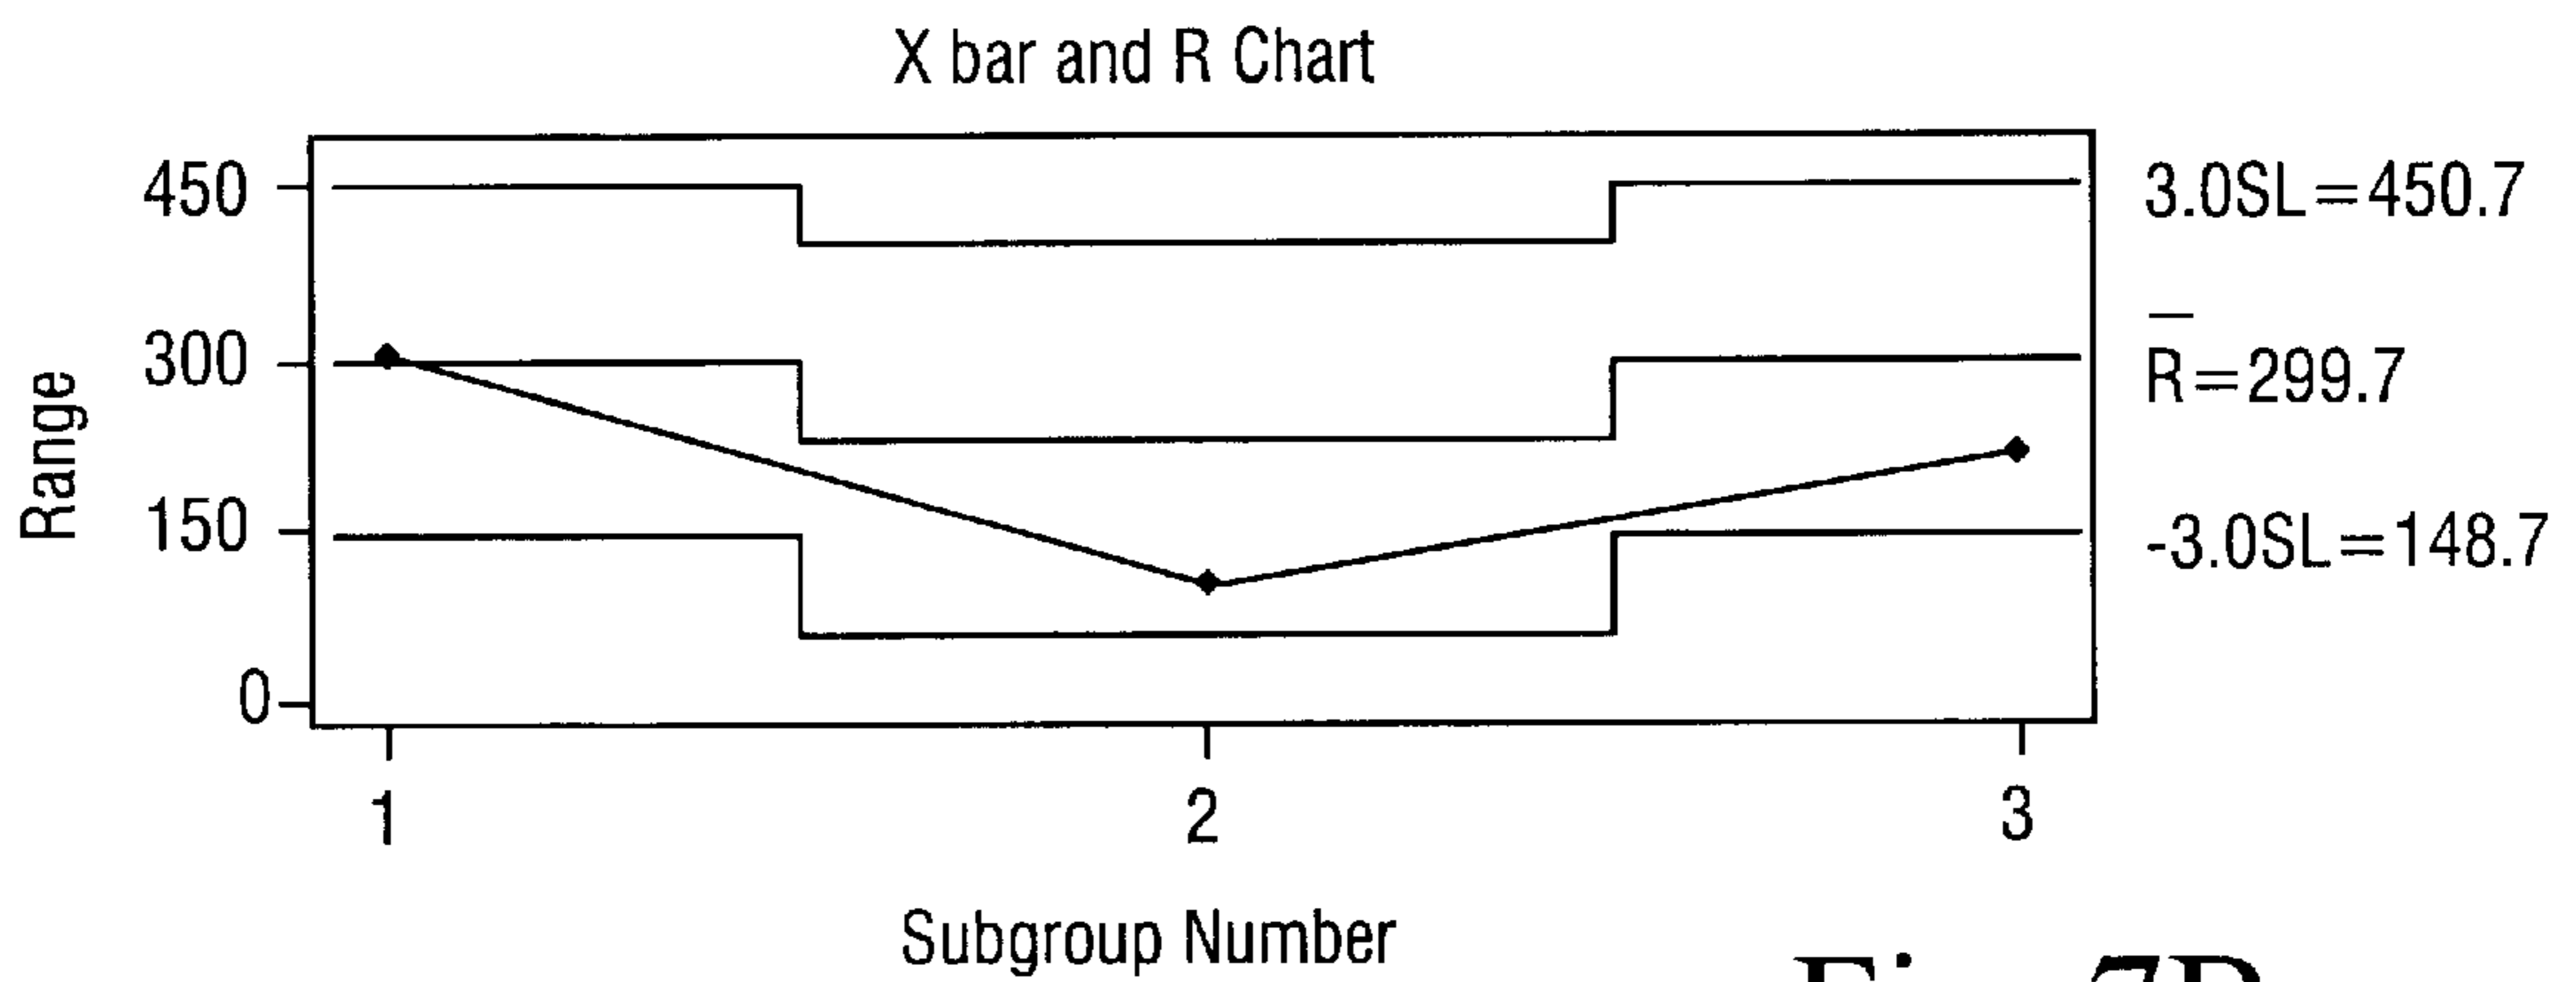 X bar and R Chart
450
300
150
0
Range
3.0SL=450.7
R̅=299.7
-3.0SL=148.7
1 2 3
Subgroup Number